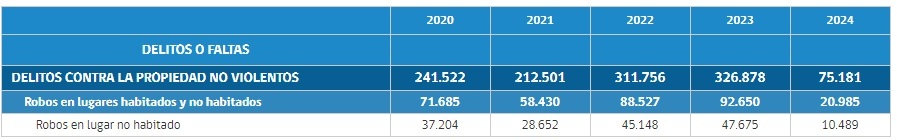 2020 2021 2022 2023 2024
DELITOS O FALTAS
DELITOS CONTRA LA PROPIEDAD NO VIOLENTOS 241.522 212.501 311.756 326.878 75.181
Robos en lugares habitados y no habitados 71.685 58.430 88.527 92.650 20.985
Robos en lugar no habitado 37.204 28.652 45.148 47.675 10.489